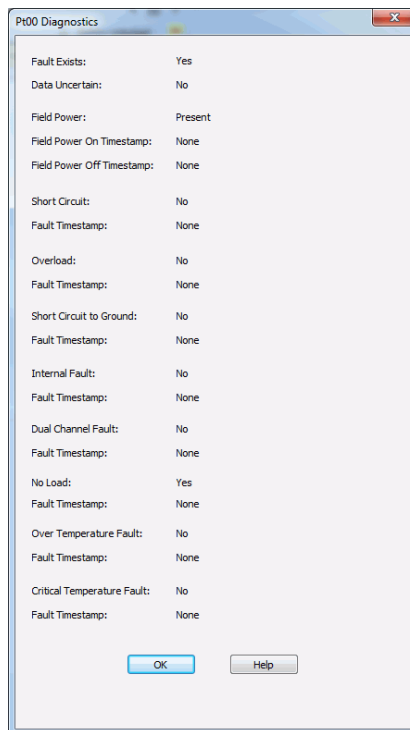 Pt00 Diagnostics
Fault Exists: Yes
Data Uncertain: No
Field Power: Present
Field Power On Timestamp: None
Field Power Off Timestamp: None
Short Circuit: No
Fault Timestamp: None
Overload: No
Fault Timestamp: None
Short Circuit to Ground: No
Fault Timestamp: None
Internal Fault: No
Fault Timestamp: None
Dual Channel Fault: No
Fault Timestamp: None
No Load: Yes
Fault Timestamp: None
Over Temperature Fault: No
Fault Timestamp: None
Critical Temperature Fault: No
Fault Timestamp: None
OK Help